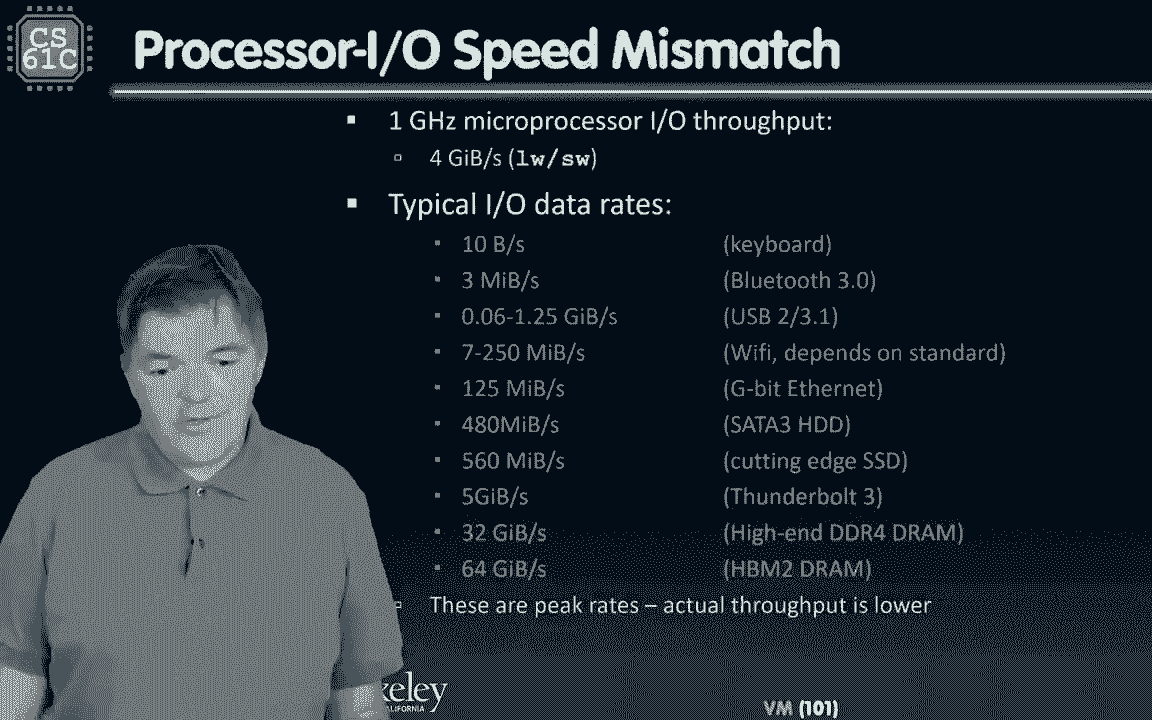 CS
61C
Processor-I/O Speed Mismatch
▪ 1 GHz microprocessor I/O throughput:
▫ 4 GiB/s (lw/sw)
▪ Typical I/O data rates:
▪ 10 B/s (keyboard)
▪ 3 MiB/s (Bluetooth 3.0)
▪ 0.06-1.25 GiB/s (USB 2/3.1)
▪ 7-250 MiB/s (Wifi, depends on standard)
▪ 125 MiB/s (G-bit Ethernet)
▪ 480MiB/s (SATA3 HDD)
▪ 560 MiB/s (cutting edge SSD)
▪ 5GiB/s (Thunderbolt 3)
▪ 32 GiB/s (High-end DDR4 DRAM)
▪ 64 GiB/s (HBM2 DRAM)
▫ These are peak rates – actual throughput is lower
keley
ALIFORNIA
VM (101)